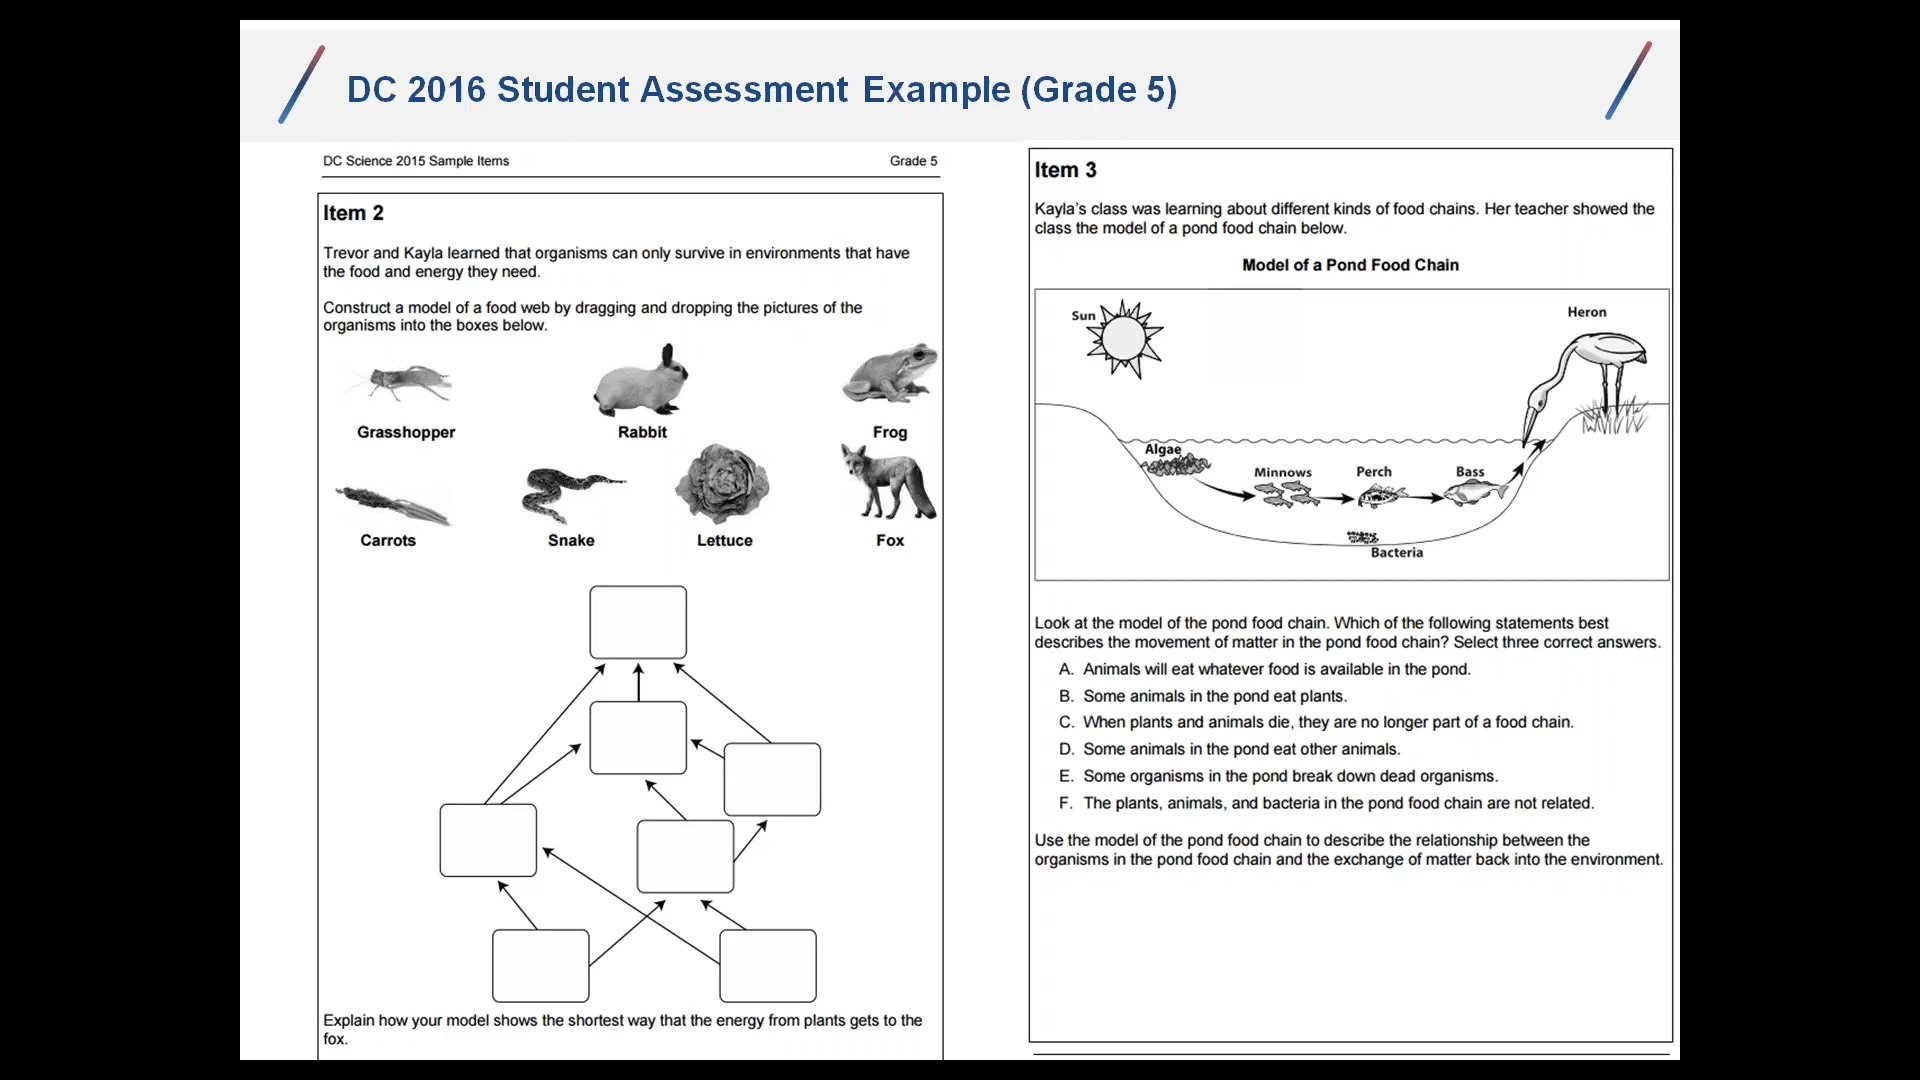 DC 2016 Student Assessment Example (Grade 5)
DC Science 2015 Sample Items
Grade 5
Item 2
Trevor and Kayla learned that organisms can only survive in environments that have
the food and energy they need.
Construct a model of a food web by dragging and dropping the pictures of the
organisms into the boxes below.
Grasshopper
Rabbit
Frog
Carrots
Snake
Lettuce
Fox
Explain how your model shows the shortest way that the energy from plants gets to the
fox.
Item 3
Kayla's class was learning about different kinds of food chains. Her teacher showed the
class the model of a pond food chain below.
Model of a Pond Food Chain
Sun
Heron
Algae
Minnows
Perch
Bass
Bacteria
Look at the model of the pond food chain. Which of the following statements best
describes the movement of matter in the pond food chain? Select three correct answers.
A. Animals will eat whatever food is available in the pond.
B. Some animals in the pond eat plants.
C. When plants and animals die, they are no longer part of a food chain.
D. Some animals in the pond eat other animals.
E. Some organisms in the pond break down dead organisms.
F. The plants, animals, and bacteria in the pond food chain are not related.
Use the model of the pond food chain to describe the relationship between the
organisms in the pond food chain and the exchange of matter back into the environment.